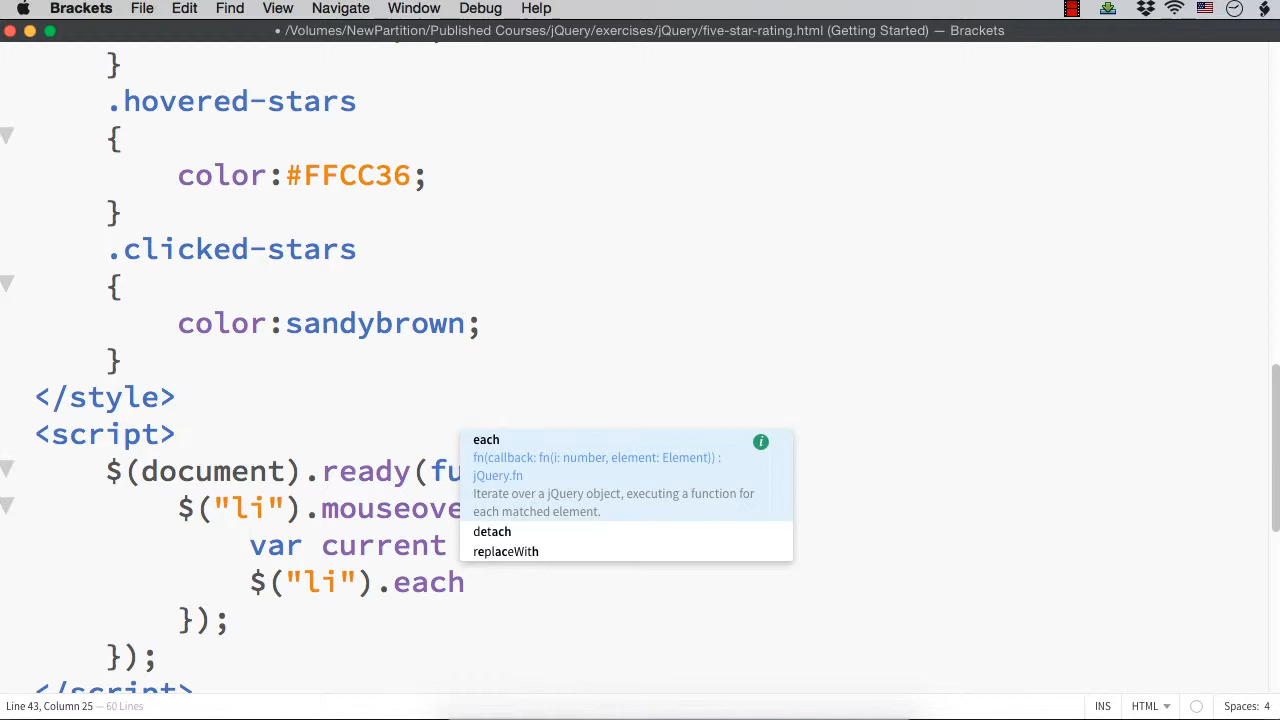 Brackets File Edit Find View Navigate Window Debug Help
• /Volumes/NewPartition/Published Courses/jQuery/exercises/jQuery/five-star-rating.html (Getting Started) — Brackets
}
.hovered-stars
{
color:#FFCC36;
}
.clicked-stars
{
color:sandybrown;
}
</style>
<script>
$(document).ready(fu
$("li").mouseove
var current
$("li").each
});
});
</script>
each
fn(callback: fn(i: number, element: Element)) :
jQuery.fn
Iterate over a jQuery object, executing a function for
each matched element.
detach
replaceWith
Line 43, Column 25 — 60 Lines
INS HTML Spaces: 4